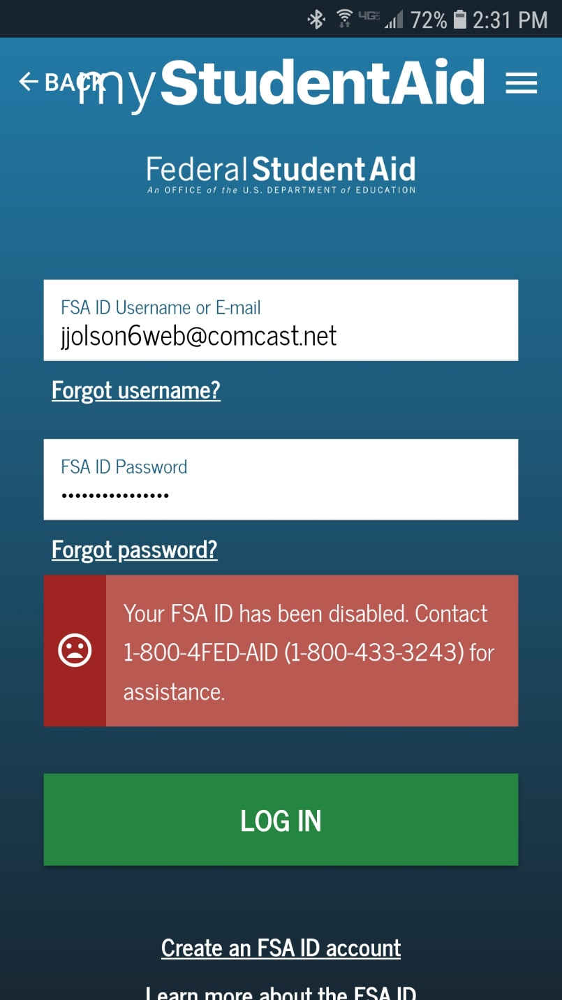 72% 2:31 PM
BACK
myStudentAid
Federal Student Aid
An OFFICE of the U.S. DEPARTMENT of EDUCATION
FSA ID Username or E-mail
jjolson6web@comcast.net
Forgot username?
FSA ID Password
Forgot password?
Your FSA ID has been disabled. Contact
1-800-4FED-AID (1-800-433-3243) for
assistance.
LOG IN
Create an FSA ID account
Learn more about the FSA ID